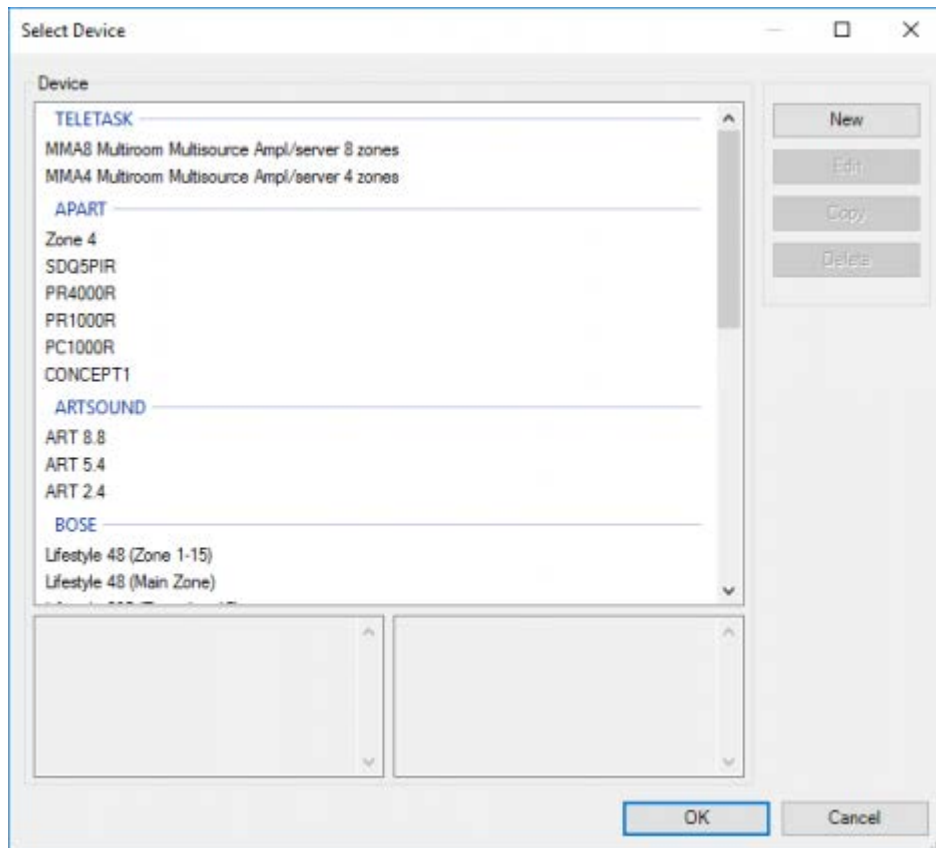 Select Device
Device
TELETASK
MMA8 Multiroom Multisource Ampl/server 8 zones
MMA4 Multiroom Multisource Ampl/server 4 zones
APART
Zone 4
SDQ5PIR
PR4000R
PR1000R
PC1000R
CONCEPT1
ARTSOUND
ART 8.8
ART 5.4
ART 2.4
BOSE
Lifestyle 48 (Zone 1-15)
Lifestyle 48 (Main Zone)
New
Edit
Copy
Delete
OK
Cancel